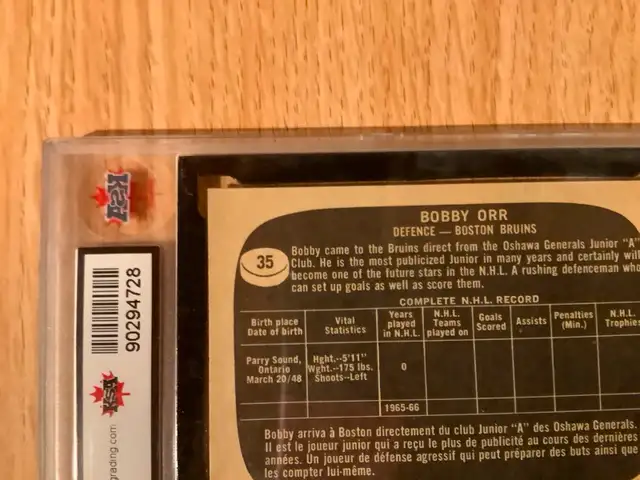 BOBBY ORR
DEFENCE — BOSTON BRUINS
35
Bobby came to the Bruins direct from the Oshawa Generals Junior "A"
Club. He is the most publicized Junior in many years and certainly will
become one of the future stars in the N.H.L. A rushing defenceman who
can set up goals as well as score them.
COMPLETE N.H.L. RECORD
Birth place
Date of birth
Vital
Statistics
Years
played
in N.H.L.
N.H.L.
Teams
played on
Goals
Scored
Assists
Penalties
(Min.)
N.H.L.
Trophies
Parry Sound,
Ontario
March 20/48
Hght.--5'11"
Wght.--175 lbs.
Shoots--Left
0
1965-66
Bobby arriva à Boston directement du club Junior "A" des Oshawa Generals.
Il est le joueur junior qui a reçu le plus de publicité au cours des dernières
années. Un joueur de défense agressif qui peut préparer des buts ainsi que
les compter lui-même.
KSA
90294728
KSA
grading.com